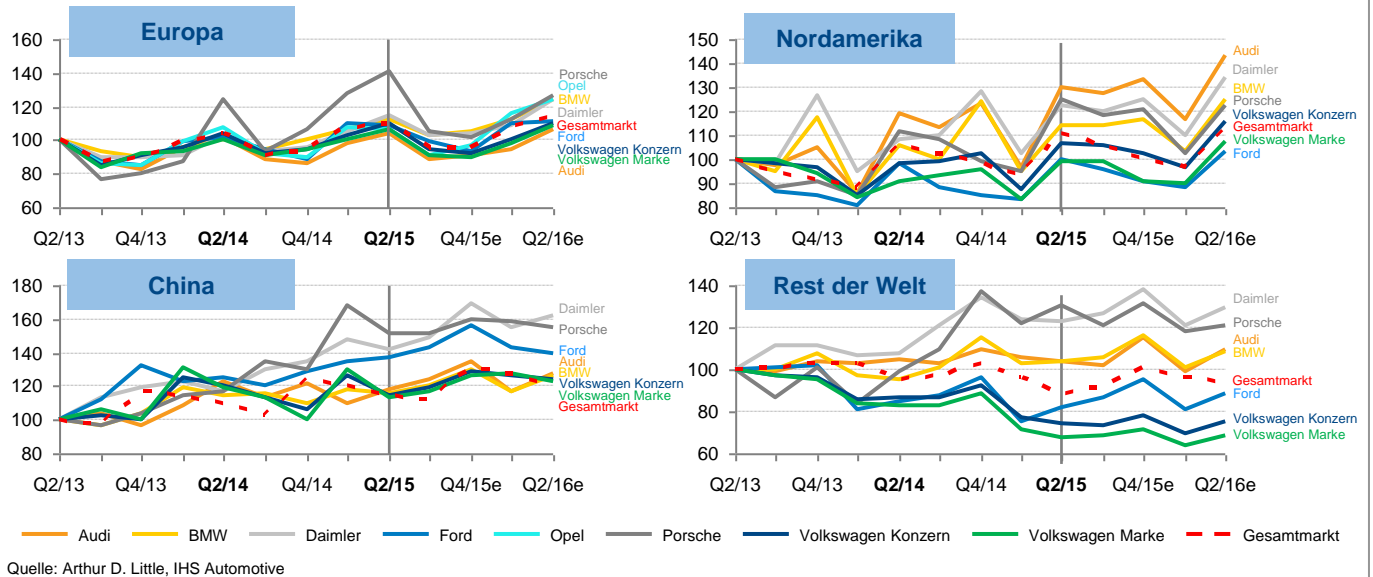 Europa
160
140
120
100
80
60
Porsche
Opel
BMW
Daimler
Gesamtmarkt
Ford
Volkswagen Konzern
Volkswagen Marke
Audi
Q2/13 Q4/13 Q2/14 Q4/14 Q2/15 Q4/15e Q2/16e
Nordamerika
150
140
130
120
110
100
90
80
Audi
Daimler
BMW
Porsche
Volkswagen Konzern
Gesamtmarkt
Volkswagen Marke
Ford
Q2/13 Q4/13 Q2/14 Q4/14 Q2/15 Q4/15e Q2/16e
China
180
160
140
120
100
80
Daimler
Porsche
Ford
Audi
BMW
Volkswagen Konzern
Volkswagen Marke
Gesamtmarkt
Q2/13 Q4/13 Q2/14 Q4/14 Q2/15 Q4/15e Q2/16e
Rest der Welt
140
120
100
80
60
Daimler
Porsche
Audi
BMW
Gesamtmarkt
Ford
Volkswagen Konzern
Volkswagen Marke
Q2/13 Q4/13 Q2/14 Q4/14 Q2/15 Q4/15e Q2/16e
Audi BMW Daimler Ford Opel Porsche Volkswagen Konzern Volkswagen Marke Gesamtmarkt
Quelle: Arthur D. Little, IHS Automotive